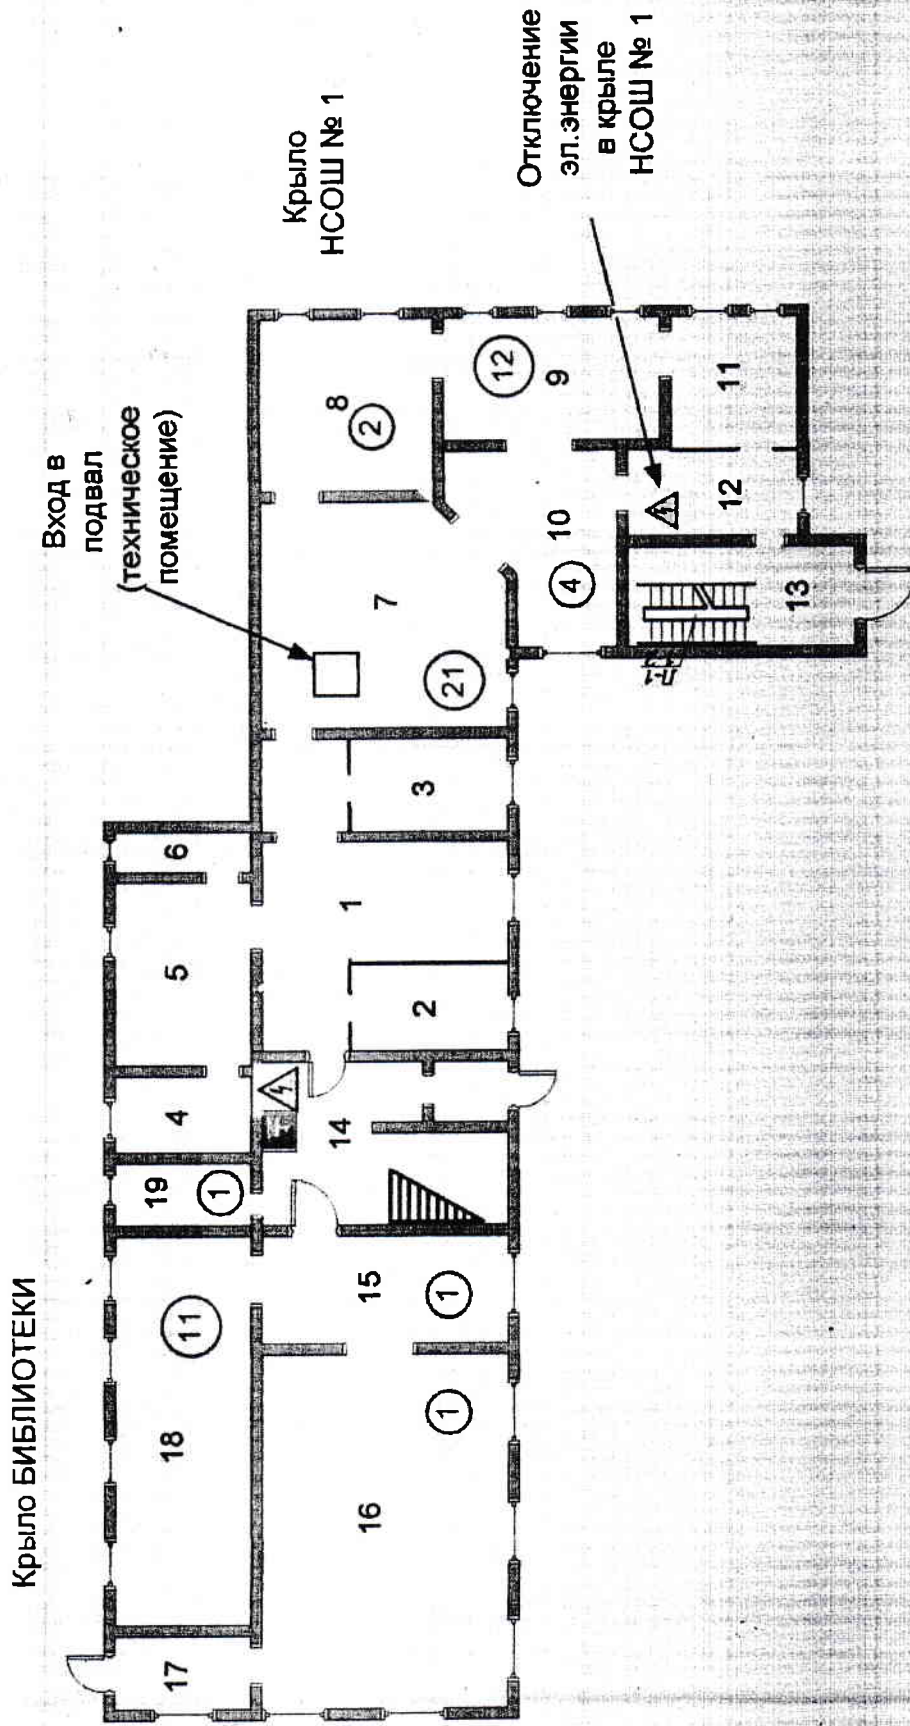 Крыло БИБЛИОТЕКИ
Вход в
подвал
(техническое
помещение)
Крыло
НСОШ № 1
Отключение
эл.энергии
в крыле
НСОШ № 1
17
18
11
19
1
4
5
6
16
1
15
1
14
2
1
3
7
21
8
2
10
4
12
9
13
12
11
Л-1